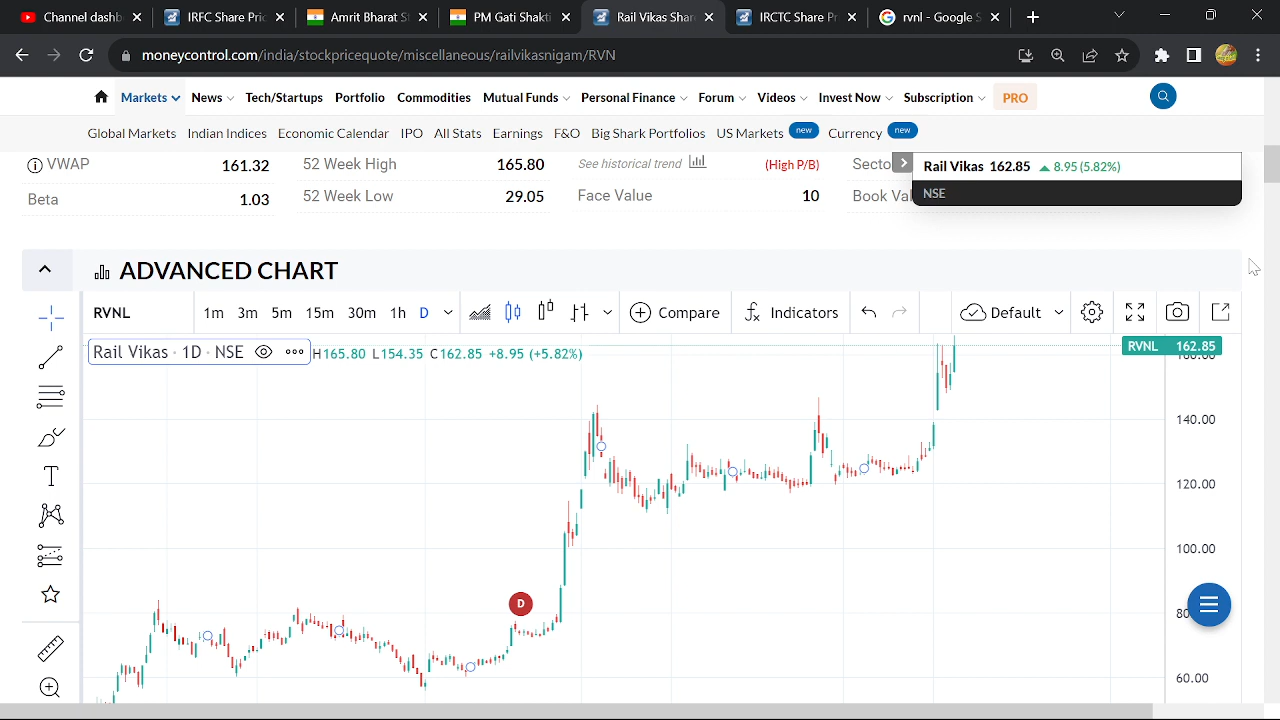 Channel dashb
IRFC Share Pric
Amrit Bharat S
PM Gati Shakti
Rail Vikas Shar
IRCTC Share Pr
rvnl - Google S
moneycontrol.com/india/stockpricequote/miscellaneous/railvikasnigam/RVN
Markets News Tech/Startups Portfolio Commodities Mutual Funds Personal Finance Forum Videos Invest Now Subscription PRO
Global Markets Indian Indices Economic Calendar IPO All Stats Earnings F&O Big Shark Portfolios US Markets new Currency new
VWAP 161.32 52 Week High 165.80 See historical trend (High P/B) Secto
Rail Vikas 162.85 8.95 (5.82%)
Beta 1.03 52 Week Low 29.05 Face Value 10 Book Val
NSE
ADVANCED CHART
RVNL 1m 3m 5m 15m 30m 1h D Compare Indicators Default
Rail Vikas · 1D · NSE H165.80 L154.35 C162.85 +8.95 (+5.82%)
RVNL 162.85
140.00
120.00
100.00
D
60.00